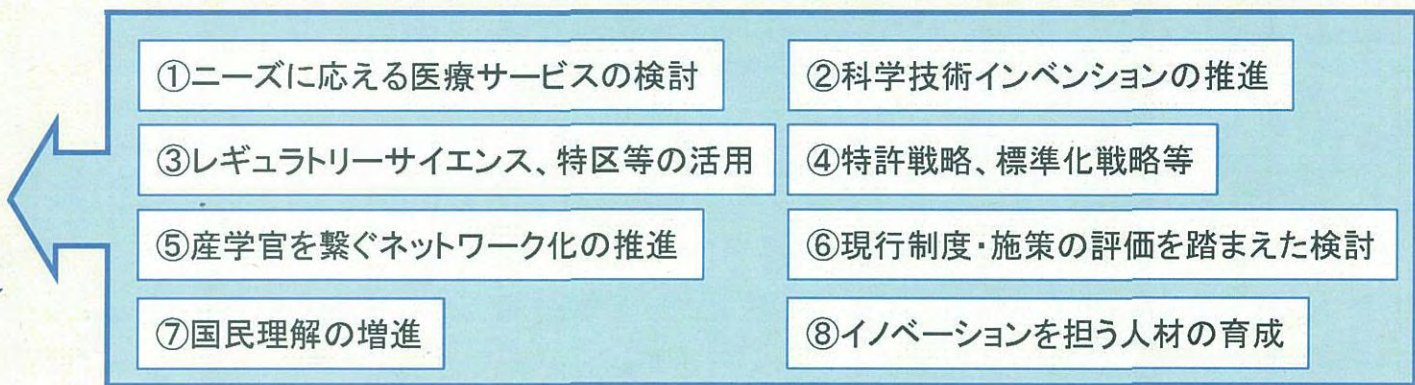 ①ニーズに応える医療サービスの検討
②科学技術インベンションの推進
③レギュラトリーサイエンス、特区等の活用
④特許戦略、標準化戦略等
⑤産学官を繋ぐネットワーク化の推進
⑥現行制度・施策の評価を踏まえた検討
⑦国民理解の増進
⑧イノベーションを担う人材の育成